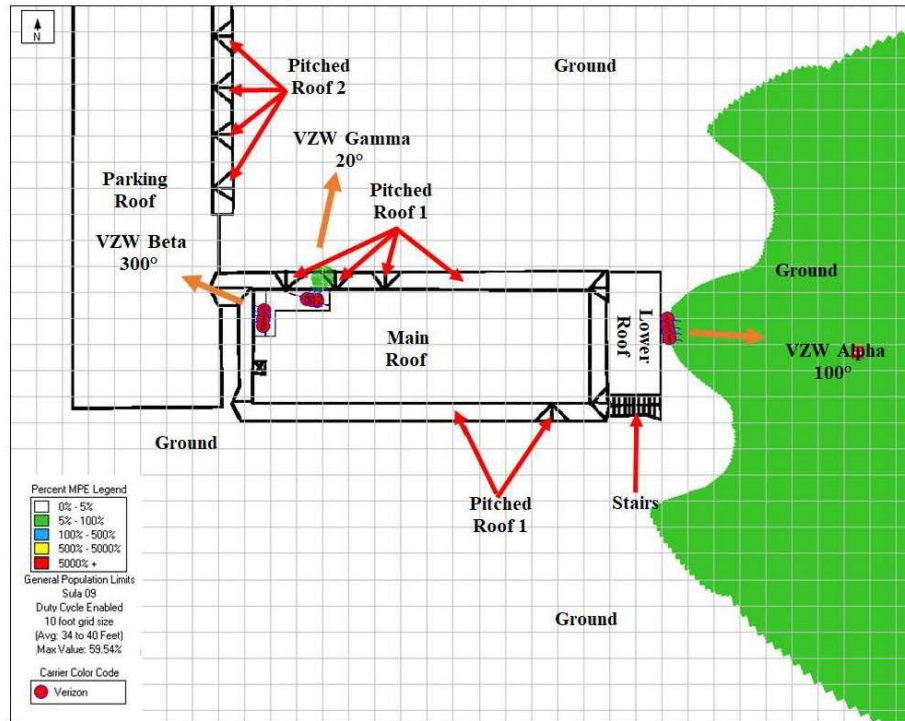 N
Pitched
Roof 2
Ground
VZW Gamma
20°
Parking
Roof
Pitched
Roof 1
VZW Beta
300°
Ground
Main
Roof
Lower
Roof
VZW Alpha
100°
Ground
Pitched
Roof 1
Stairs
Ground
Percent MPE Legend
0% - 5%
5% - 100%
100% - 500%
500% - 5000%
5000% +
General Population Limits
Sula 09
Duty Cycle Enabled
10 foot grid size
(Avg: 34 to 40 Feet)
Max Value: 59.54%
Carrier Color Code
Verizon